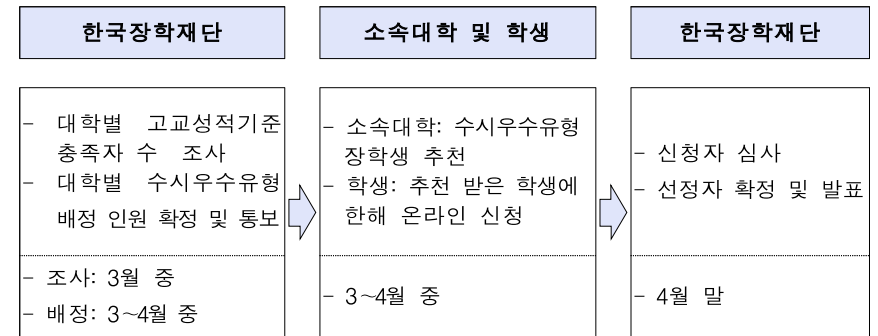 한국장학재단
소속대학 및 학생
한국장학재단
- 대학별 고교성적기준
충족자 수 조사
- 대학별 수시우수유형
배정 인원 확정 및 통보
- 소속대학: 수시우수유형
장학생 추천
- 학생: 추천 받은 학생에
한해 온라인 신청
- 신청자 심사
- 선정자 확정 및 발표
- 조사: 3월 중
- 배정: 3~4월 중
- 3~4월 중
- 4월 말